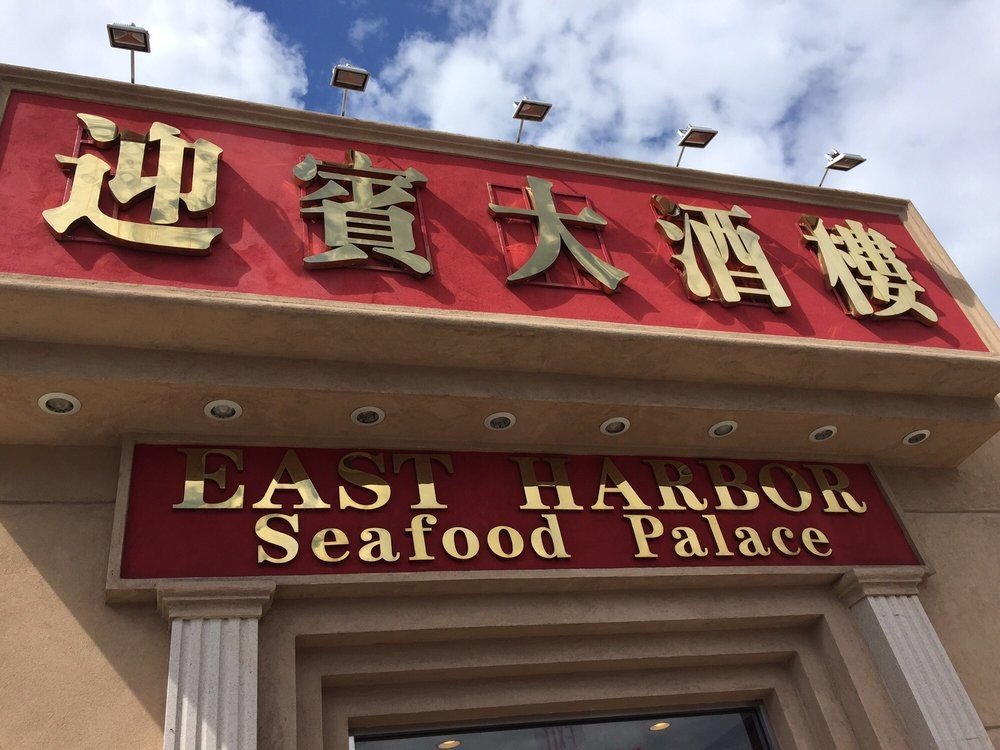 迎賓大酒樓
EAST HARBOR
Seafood Palace